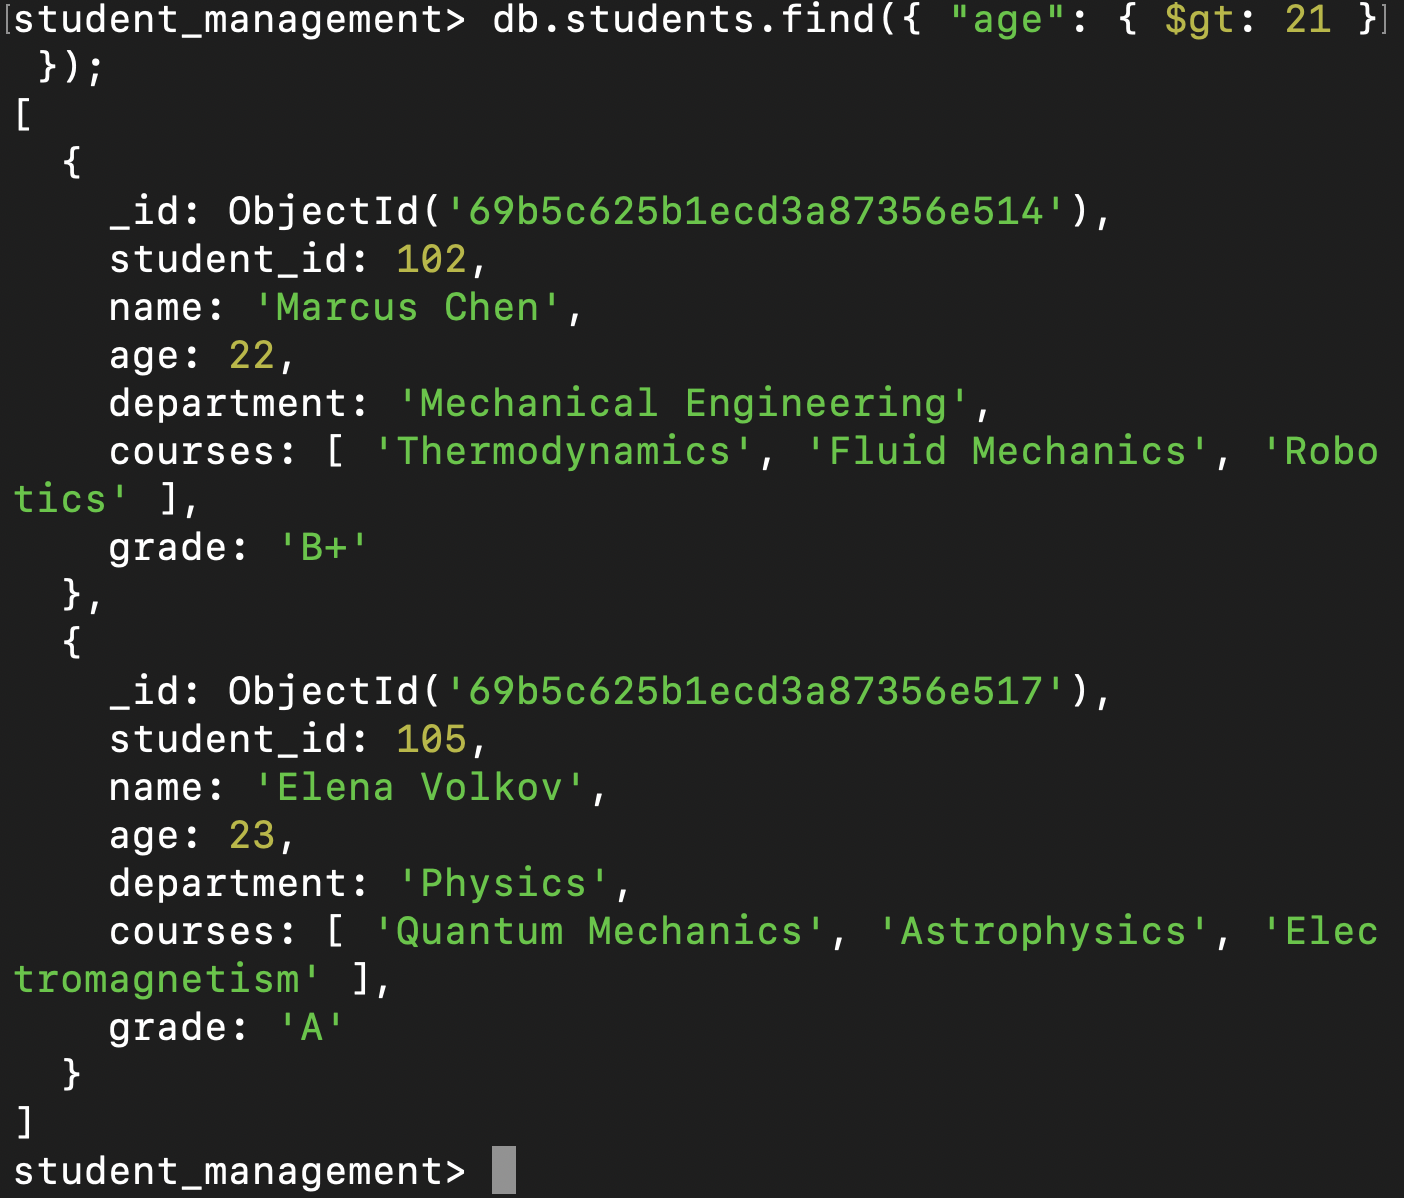 [student_management> db.students.find({ "age": { $gt: 21 }]
 });
[
  {
    _id: ObjectId('69b5c625b1ecd3a87356e514'),
    student_id: 102,
    name: 'Marcus Chen',
    age: 22,
    department: 'Mechanical Engineering',
    courses: [ 'Thermodynamics', 'Fluid Mechanics', 'Robo
tics' ],
    grade: 'B+'
  },
  {
    _id: ObjectId('69b5c625b1ecd3a87356e517'),
    student_id: 105,
    name: 'Elena Volkov',
    age: 23,
    department: 'Physics',
    courses: [ 'Quantum Mechanics', 'Astrophysics', 'Elec
tromagnetism' ],
    grade: 'A'
  }
]
student_management>